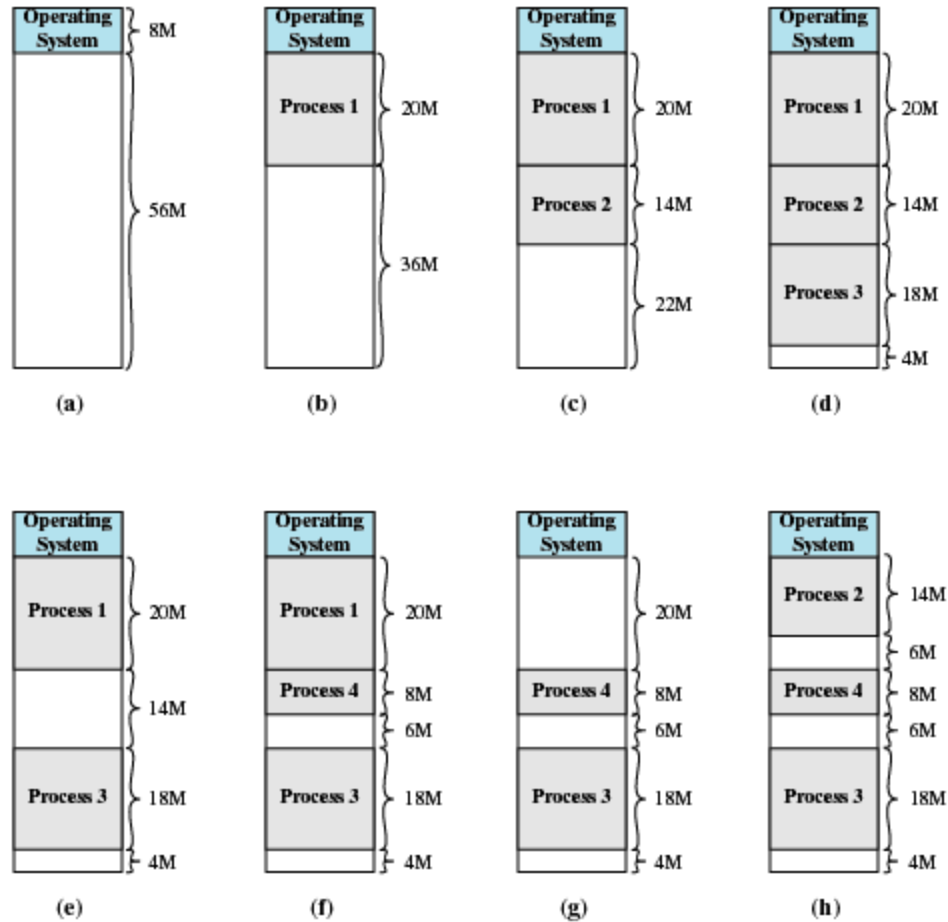 Operating
System
8M
56M
(a)
Operating
System
Process 1
20M
36M
(b)
Operating
System
Process 1
20M
Process 2
14M
22M
(c)
Operating
System
Process 1
20M
Process 2
14M
Process 3
18M
4M
(d)
Operating
System
Process 1
20M
14M
Process 3
18M
4M
(e)
Operating
System
Process 1
20M
Process 4
8M
6M
Process 3
18M
4M
(f)
Operating
System
20M
Process 4
8M
6M
Process 3
18M
4M
(g)
Operating
System
Process 2
14M
6M
Process 4
8M
6M
Process 3
18M
4M
(h)